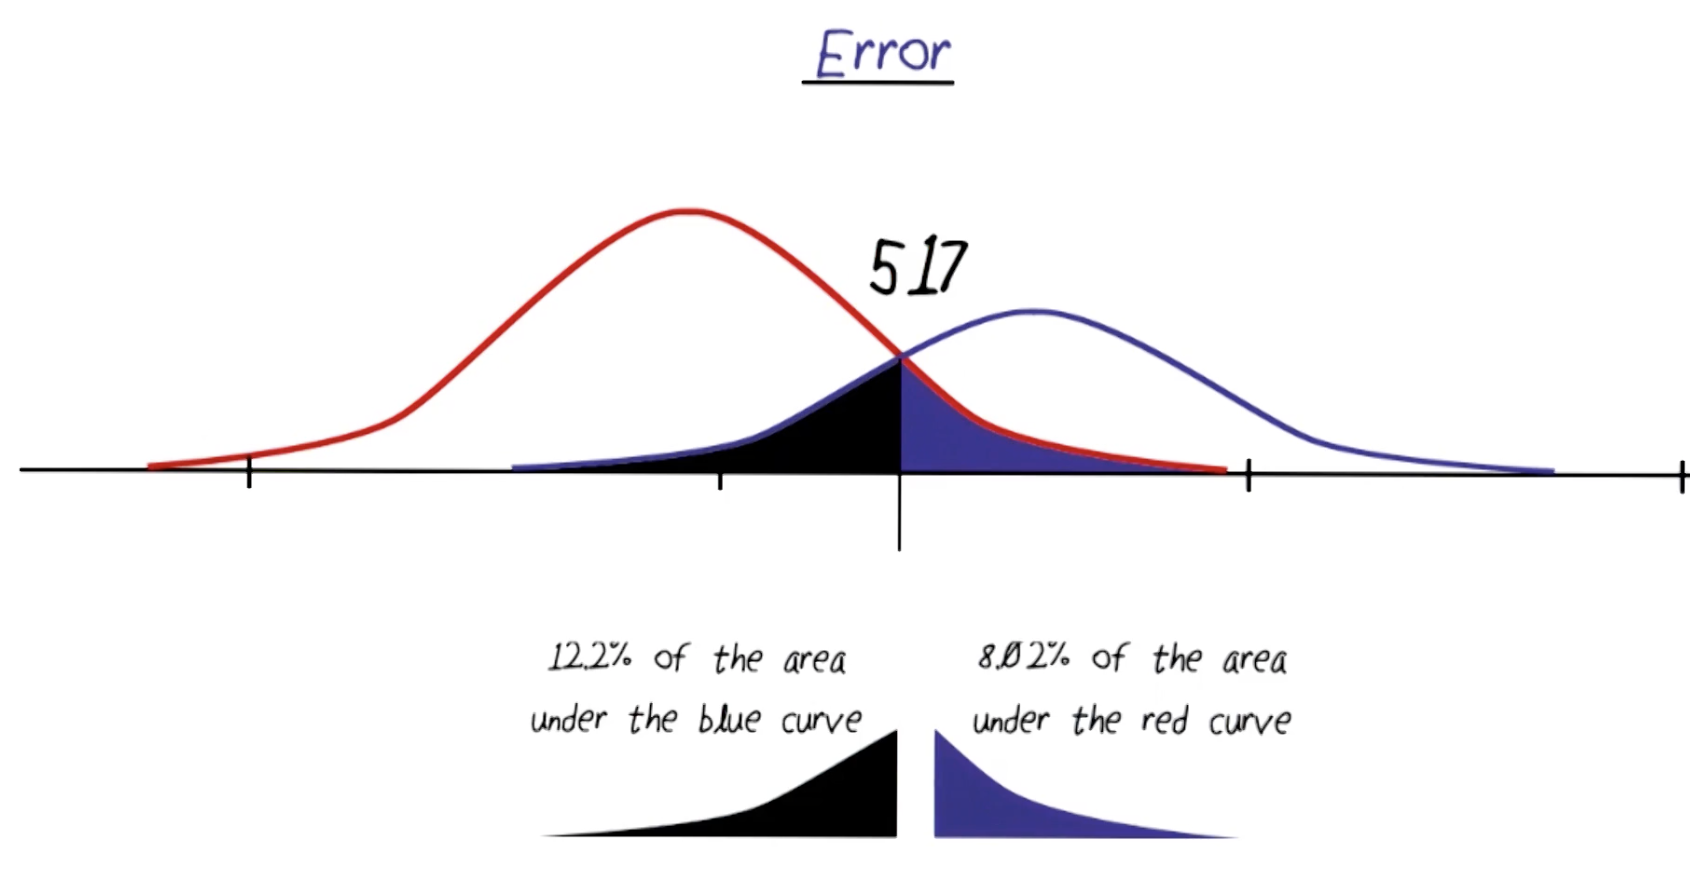 Error
517
12.2% of the area
under the blue curve
8.02% of the area
under the red curve